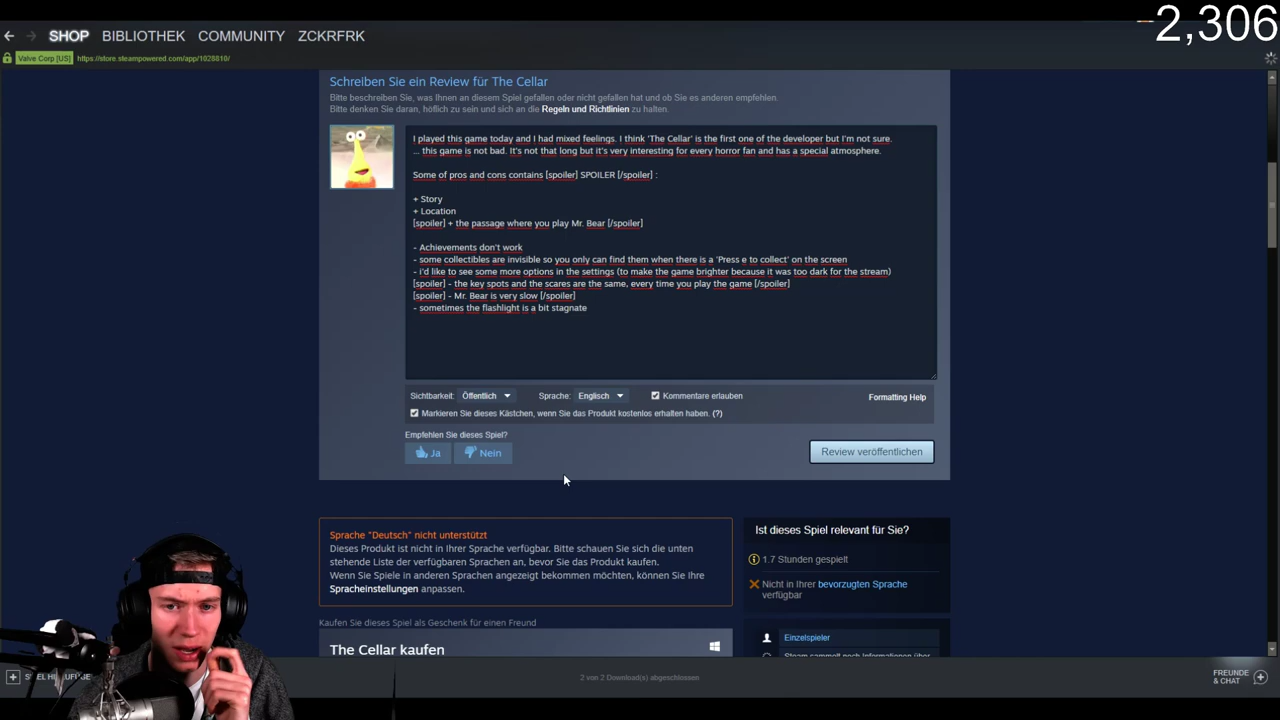 2,306
SHOP BIBLIOTHEK COMMUNITY ZCKRFRK
Valve Corp [US] https://store.steampowered.com/app/1028810/
Schreiben Sie ein Review für The Cellar
Bitte beschreiben Sie, was Ihnen an diesem Spiel gefallen oder nicht gefallen hat und ob Sie es anderen empfehlen.
Bitte denken Sie daran, höflich zu sein und sich an die Regeln und Richtlinien zu halten.
I played this game today and I had mixed feelings. I think 'The Cellar' is the first one of the developer but I'm not sure.
... this game is not bad. It's not that long but it's very interesting for every horror fan and has a special atmosphere.
Some of pros and cons contains [spoiler] SPOILER [/spoiler] :
+ Story
+ Location
[spoiler] + the passage where you play Mr. Bear [/spoiler]
- Achievements don't work
- some collectibles are invisible so you only can find them when there is a 'Press e to collect' on the screen
- i'd like to see some more options in the settings (to make the game brighter because it was too dark for the stream)
[spoiler] - the key spots and the scares are the same, every time you play the game [/spoiler]
[spoiler] - Mr. Bear is very slow [/spoiler]
- sometimes the flashlight is a bit stagnate
Sichtbarkeit: Öffentlich Sprache: Englisch Kommentare erlauben Formatting Help
Markieren Sie dieses Kästchen, wenn Sie das Produkt kostenlos erhalten haben. (?)
Empfehlen Sie dieses Spiel?
Ja Nein Review veröffentlichen
Sprache "Deutsch" nicht unterstützt
Dieses Produkt ist nicht in Ihrer Sprache verfügbar. Bitte schauen Sie sich die unten
stehende Liste der verfügbaren Sprachen an, bevor Sie das Produkt kaufen.
Wenn Sie Spiele in anderen Sprachen angezeigt bekommen möchten, können Sie Ihre
Spracheinstellungen anpassen.
Ist dieses Spiel relevant für Sie?
1.7 Stunden gespielt
Nicht in Ihrer bevorzugten Sprache
verfügbar
Kaufen Sie dieses Spiel als Geschenk für einen Freund
The Cellar kaufen
Einzelspieler
Steam sammelt noch Informationen über
2 von 2 Download(s) abgeschlossen
FREUNDE
& CHAT